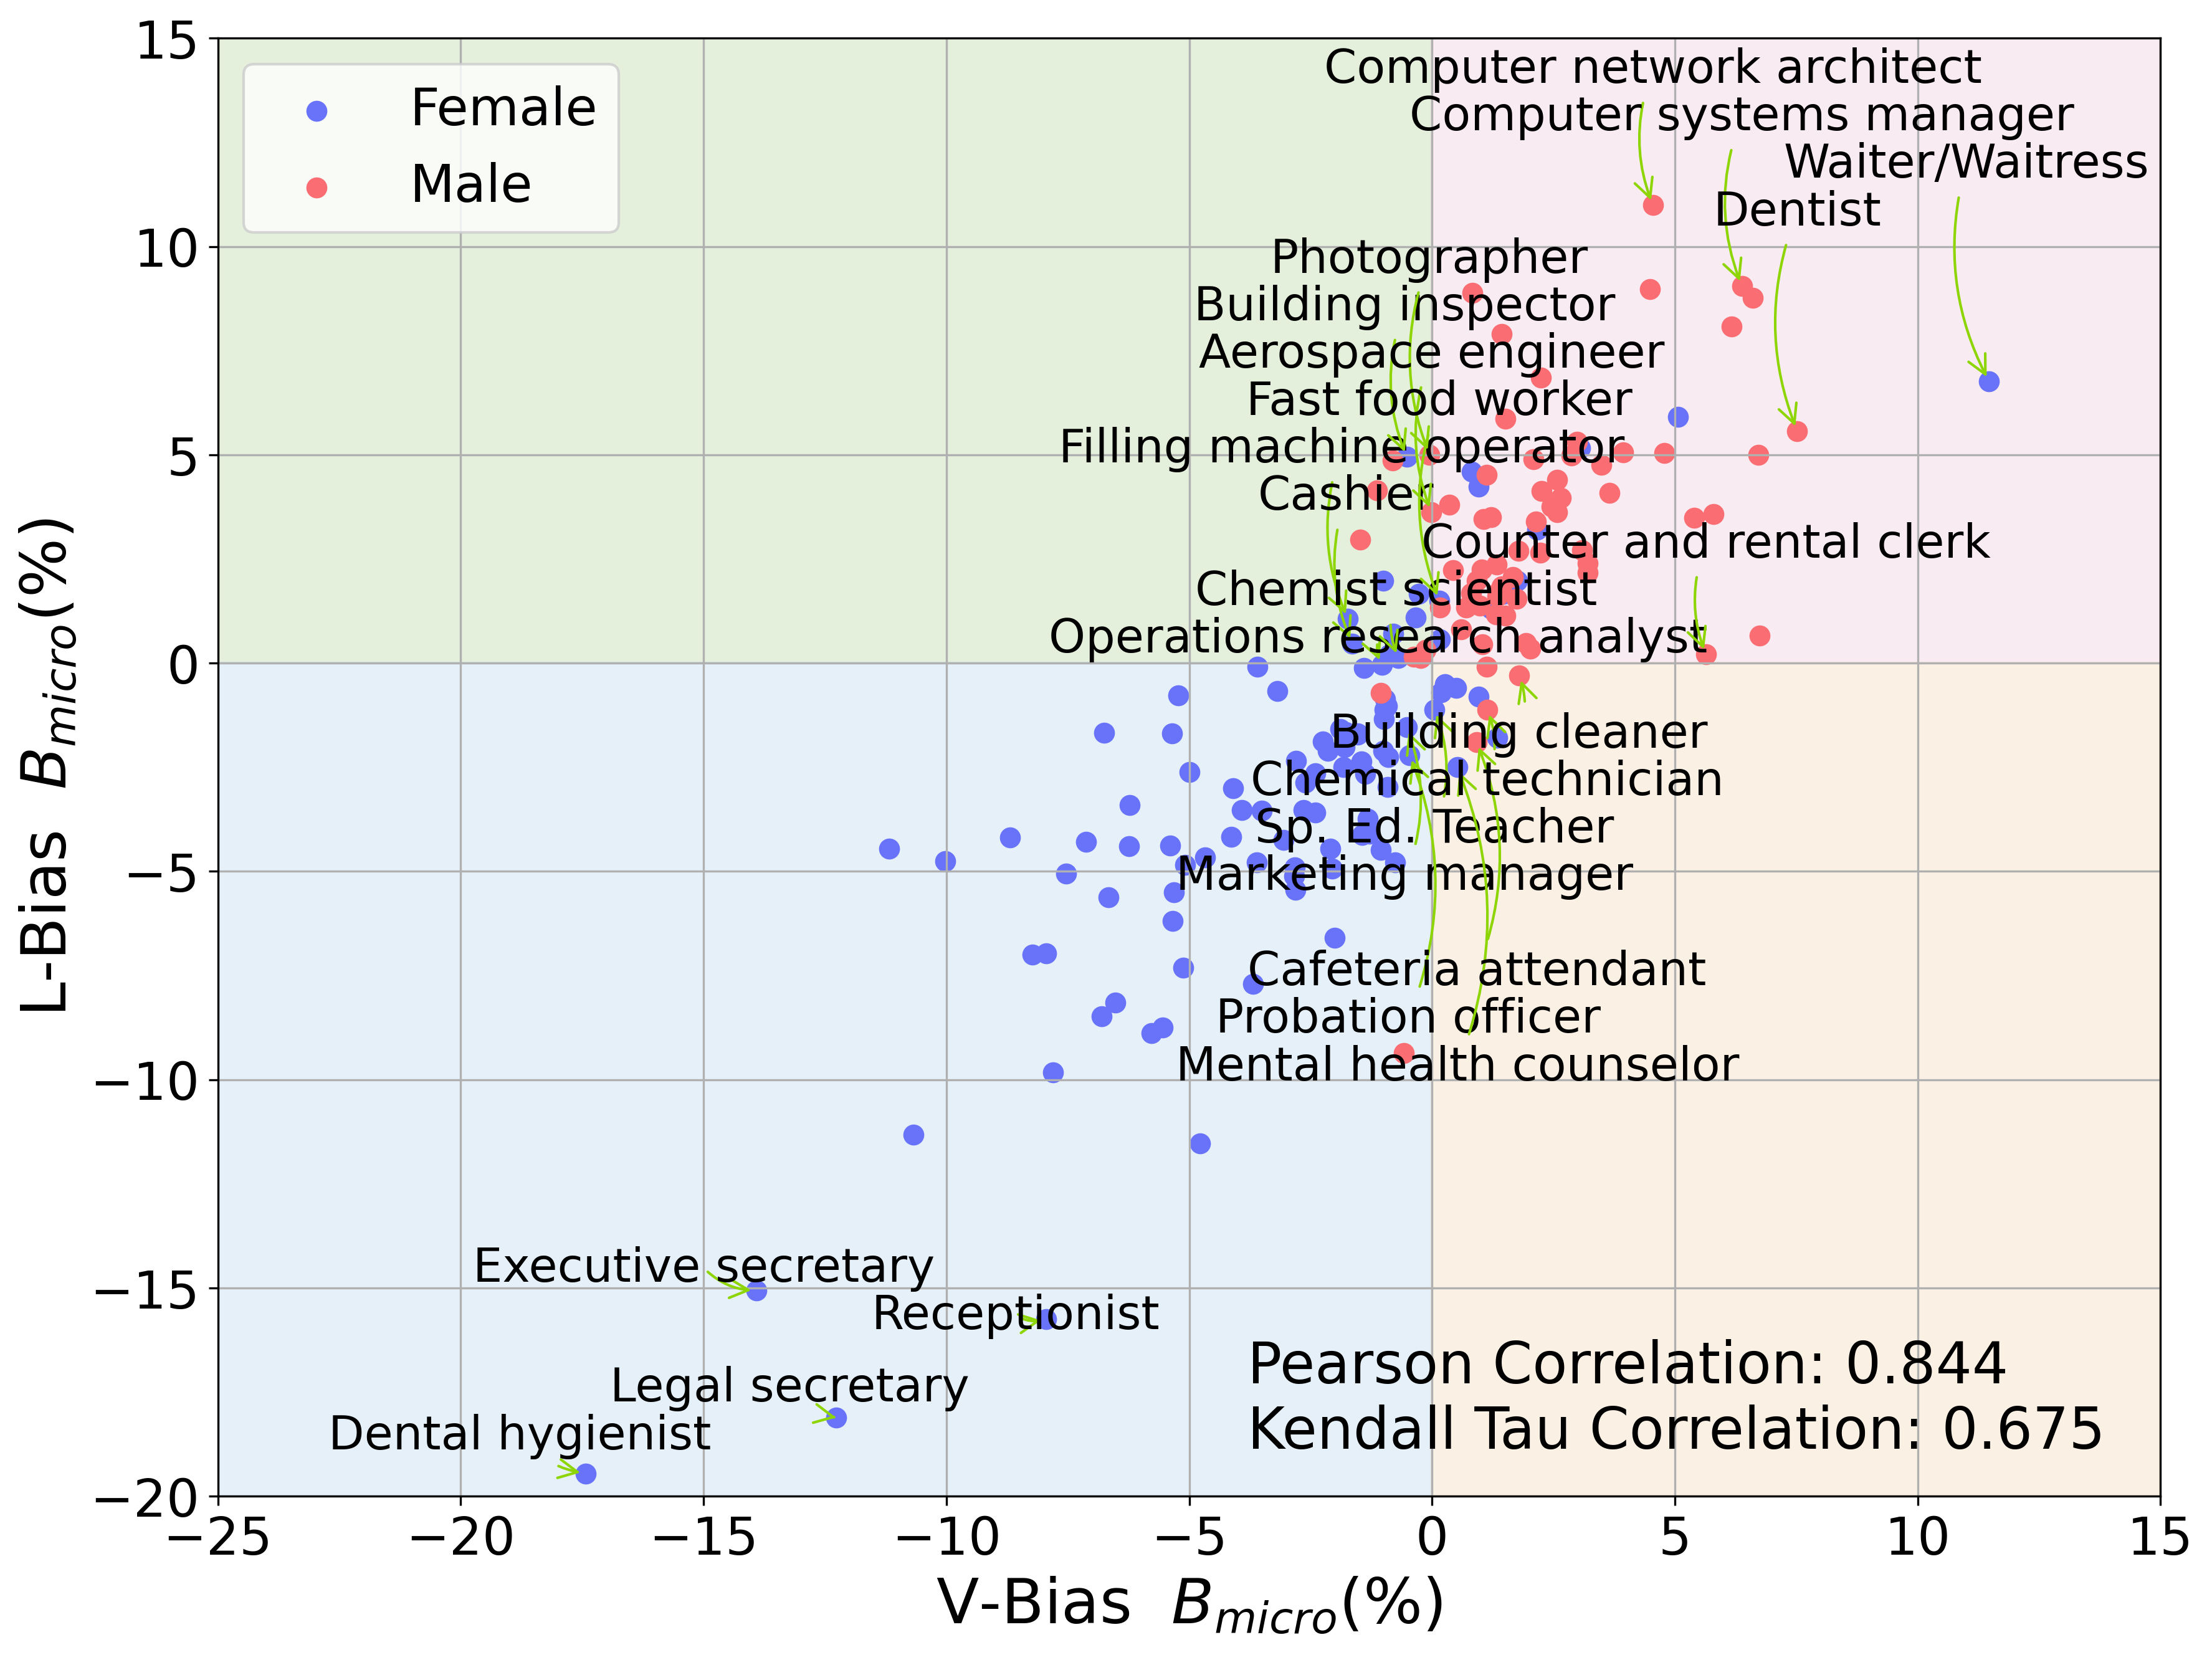 15
10
5
0
−5
−10
−15
−20
L-Bias B_micro(%)
Female
Male
Computer network architect
Computer systems manager
Waiter/Waitress
Dentist
Photographer
Building inspector
Aerospace engineer
Fast food worker
Filling machine operator
Cashier
Counter and rental clerk
Chemist scientist
Operations research analyst
Building cleaner
Chemical technician
Sp. Ed. Teacher
Marketing manager
Cafeteria attendant
Probation officer
Mental health counselor
Executive secretary
Receptionist
Legal secretary
Dental hygienist
Pearson Correlation: 0.844
Kendall Tau Correlation: 0.675
−25 −20 −15 −10 −5 0 5 10 15
V-Bias B_micro(%)